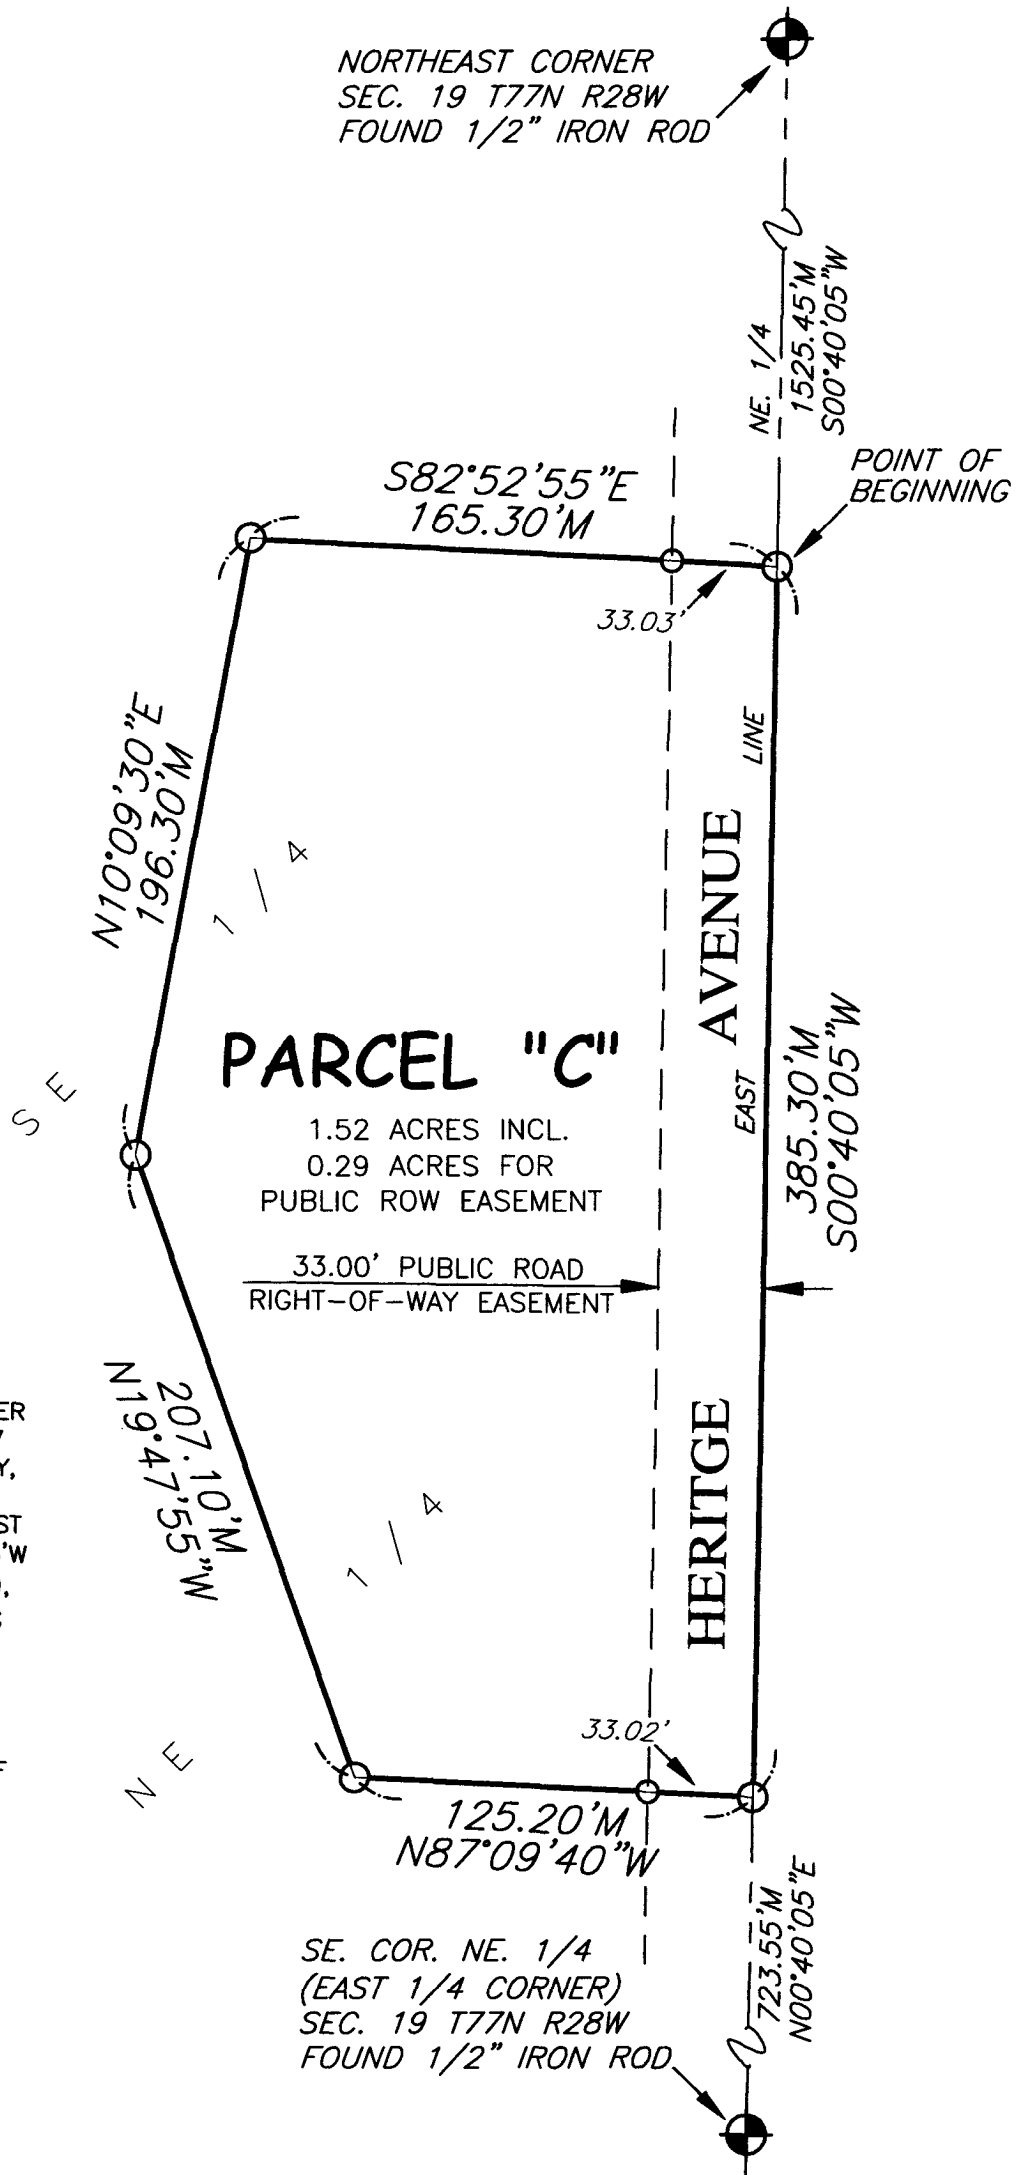 NORTHEAST CORNER
SEC. 19 T77N R28W
FOUND 1/2" IRON ROD
NE. 1/4
1525.45'M
S00°40'05"W
POINT OF
BEGINNING
S82°52'55"E
165.30'M
33.03'
LINE
N10°09'30"E
196.30'M
1 / 4
AVENUE
SE
PARCEL "C"
EAST
385.30'M
S00°40'05"W
1.52 ACRES INCL.
0.29 ACRES FOR
PUBLIC ROW EASEMENT
33.00' PUBLIC ROAD
RIGHT-OF-WAY EASEMENT
207.10'M
N19°47'55"W
1 / 4
HERITGE
NE
33.02'
125.20'M
N87°09'40"W
723.55'M
N00°40'05"E
SE. COR. NE. 1/4
(EAST 1/4 CORNER)
SEC. 19 T77N R28W
FOUND 1/2" IRON ROD